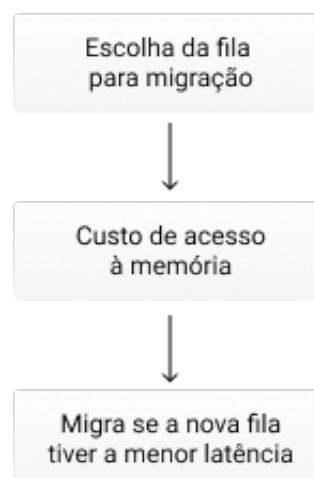 Escolha da fila
para migração
Custo de acesso
à memória
Migra se a nova fila
tiver a menor latência